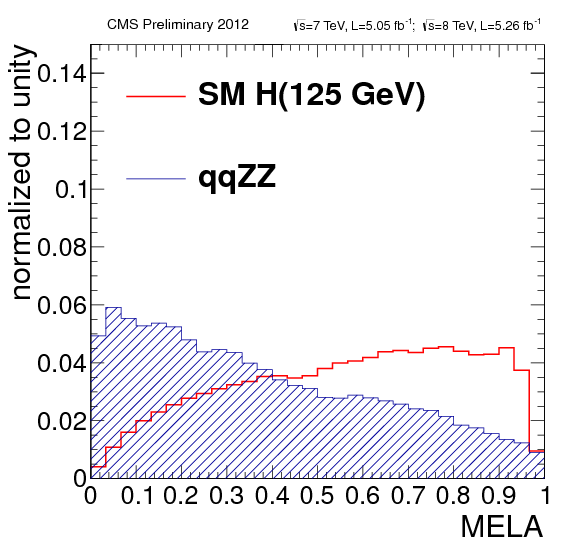 CMS Preliminary 2012 √s=7 TeV, L=5.05 fb⁻¹; √s=8 TeV, L=5.26 fb⁻¹
normalized to unity
0.14
0.12
0.1
0.08
0.06
0.04
0.02
0
SM H(125 GeV)
qqZZ
0 0.1 0.2 0.3 0.4 0.5 0.6 0.7 0.8 0.9 1
MELA